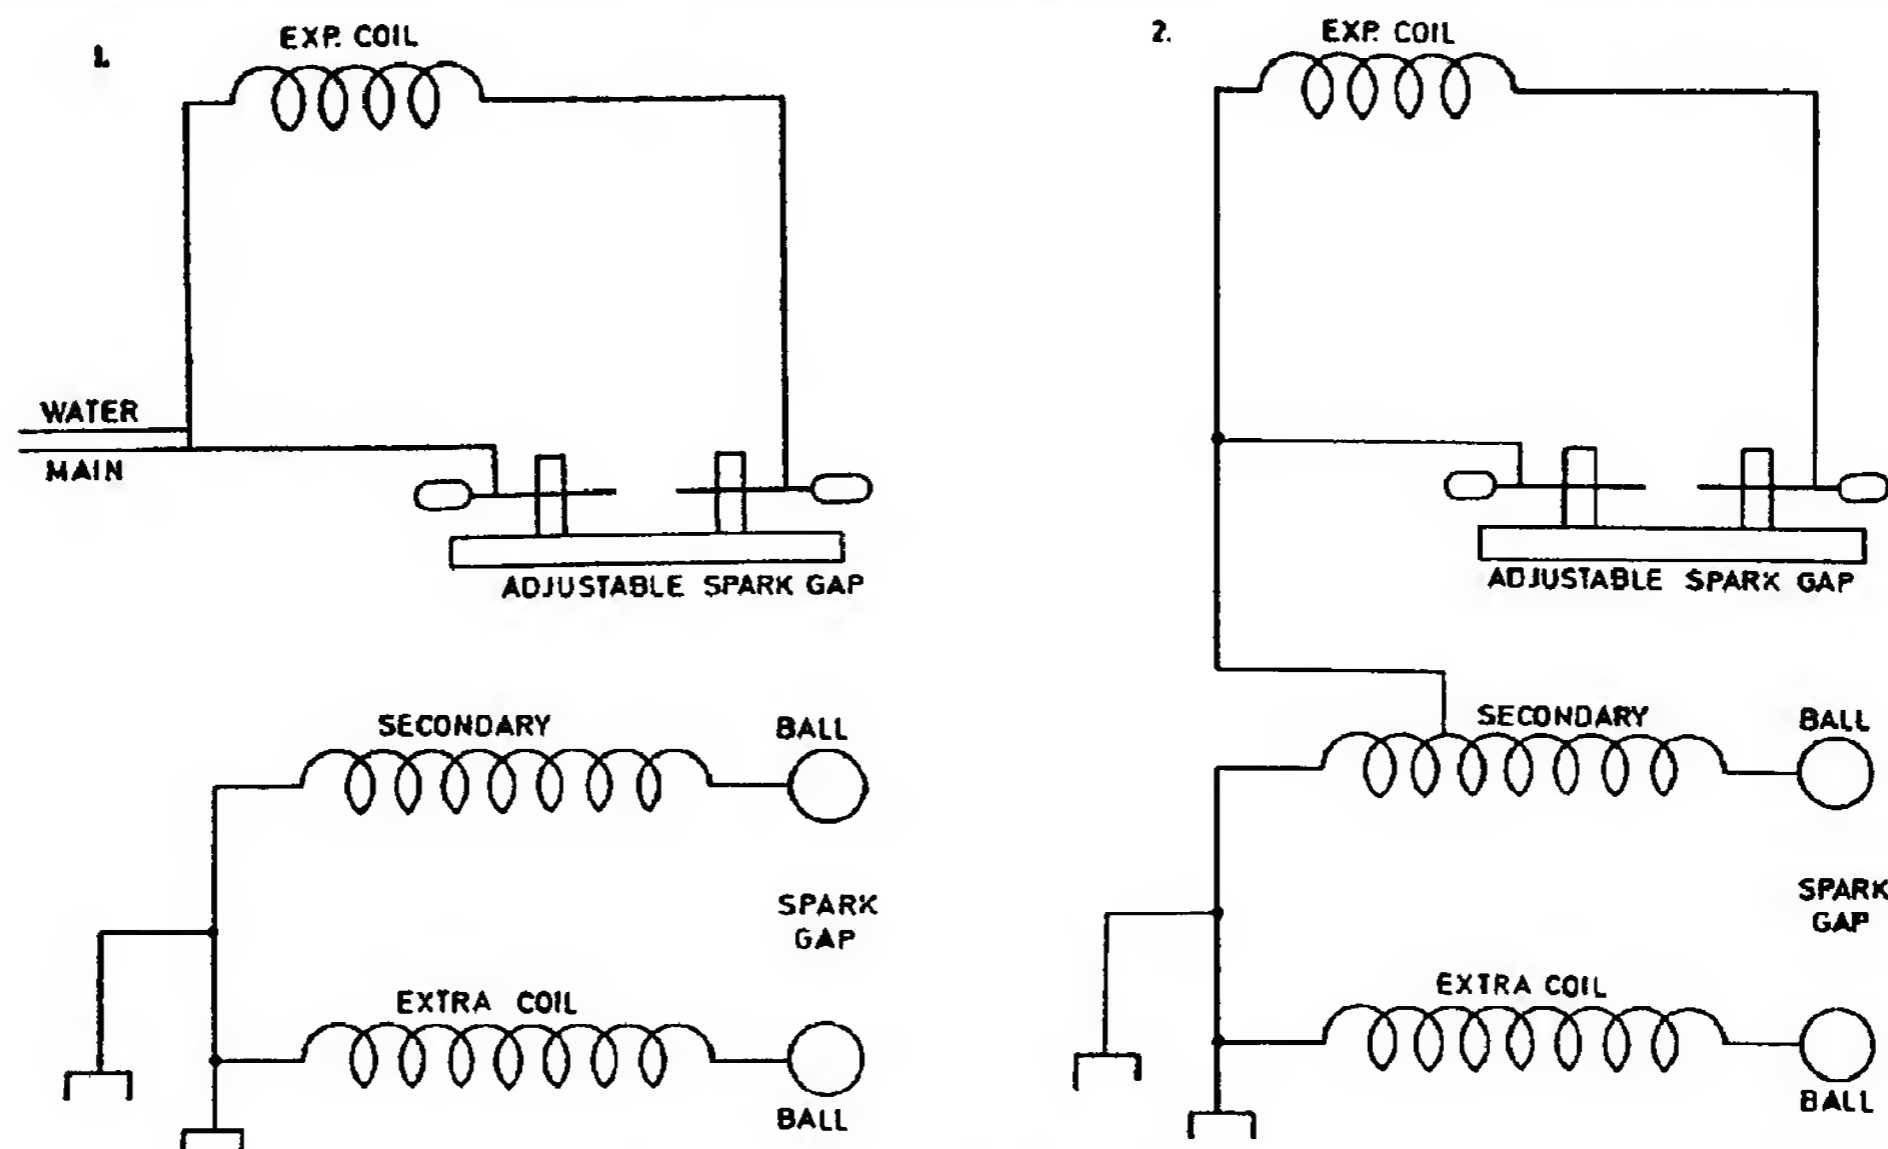 1.
EXP. COIL
WATER
MAIN
ADJUSTABLE SPARK GAP
SECONDARY
BALL
SPARK
GAP
EXTRA COIL
BALL
2.
EXP. COIL
ADJUSTABLE SPARK GAP
SECONDARY
BALL
SPARK
GAP
EXTRA COIL
BALL